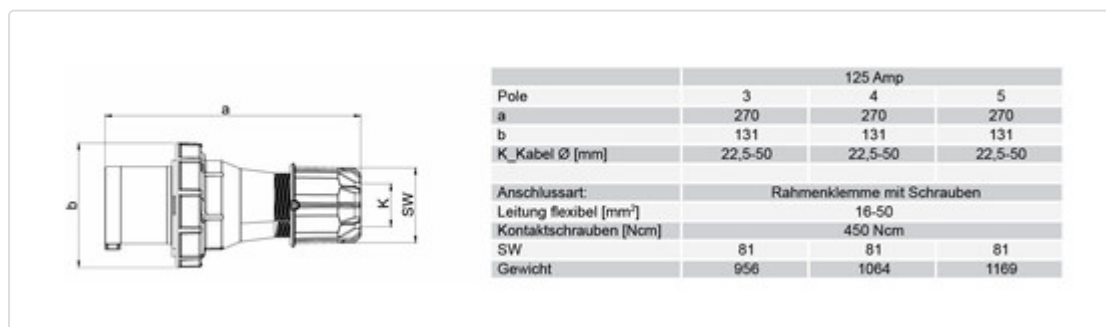 a
b
K
SW
125 Amp
Pole 3 4 5
a 270 270 270
b 131 131 131
K_Kabel Ø [mm] 22,5-50 22,5-50 22,5-50
Anschlussart: Rahmenklemme mit Schrauben
Leitung flexibel [mm²] 16-50
Kontaktschrauben [Ncm] 450 Ncm
SW 81 81 81
Gewicht 956 1064 1169